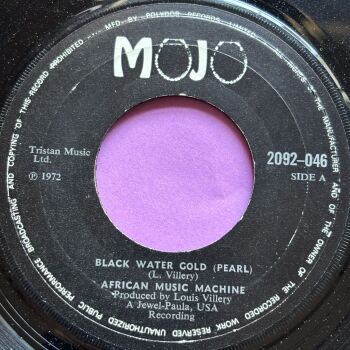 MOJO
Tristan Music
Ltd.
℗ 1972
2092-046
SIDE A
BLACK WATER GOLD (PEARL)
(L. Villery)
AFRICAN MUSIC MACHINE
Produced by Louis Villery
A Jewel-Paula, USA
Recording
BY POLYDOR RECORDS
THE MANUFACTURER AND OF THE OWNER OF THE RECORDED WORK RESERVED
UNAUTHORIZED PUBLIC PERFORMANCE BROADCASTING AND COPYING OF THIS RECORD PROHIBITED